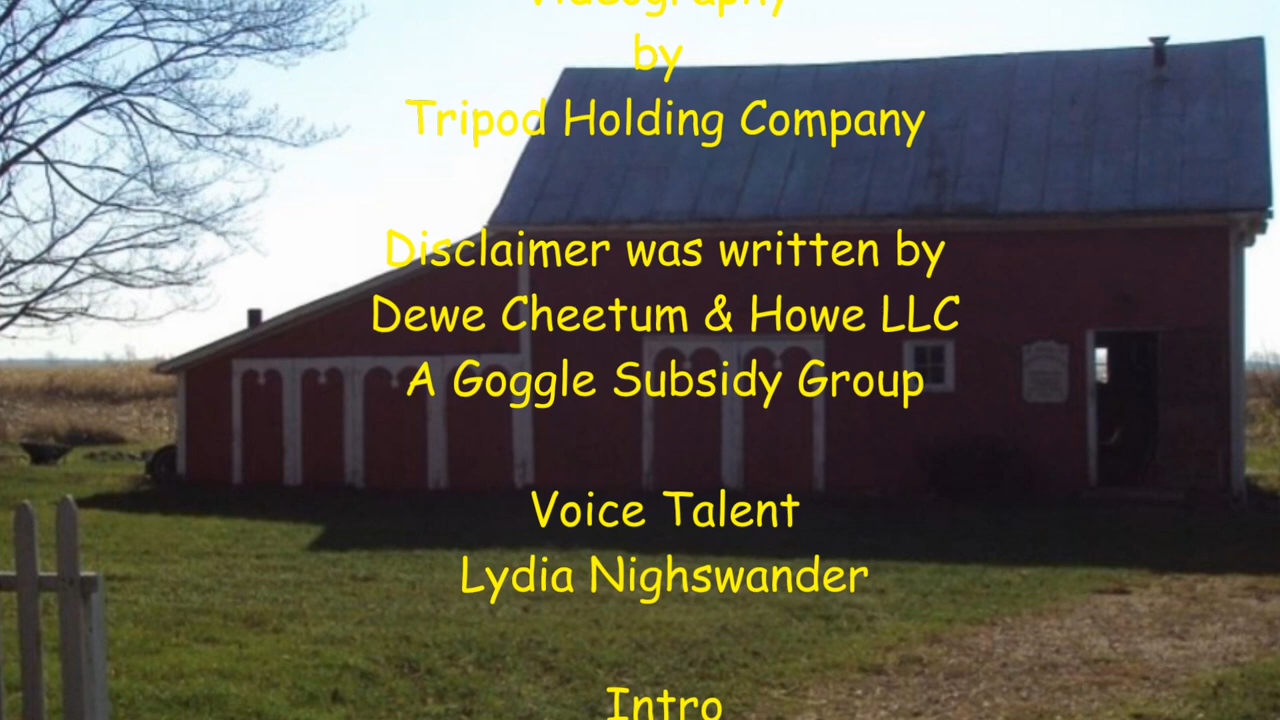 Videography
by
Tripod Holding Company
Disclaimer was written by
Dewe Cheetum & Howe LLC
A Goggle Subsidy Group
Voice Talent
Lydia Nighswander
Intro